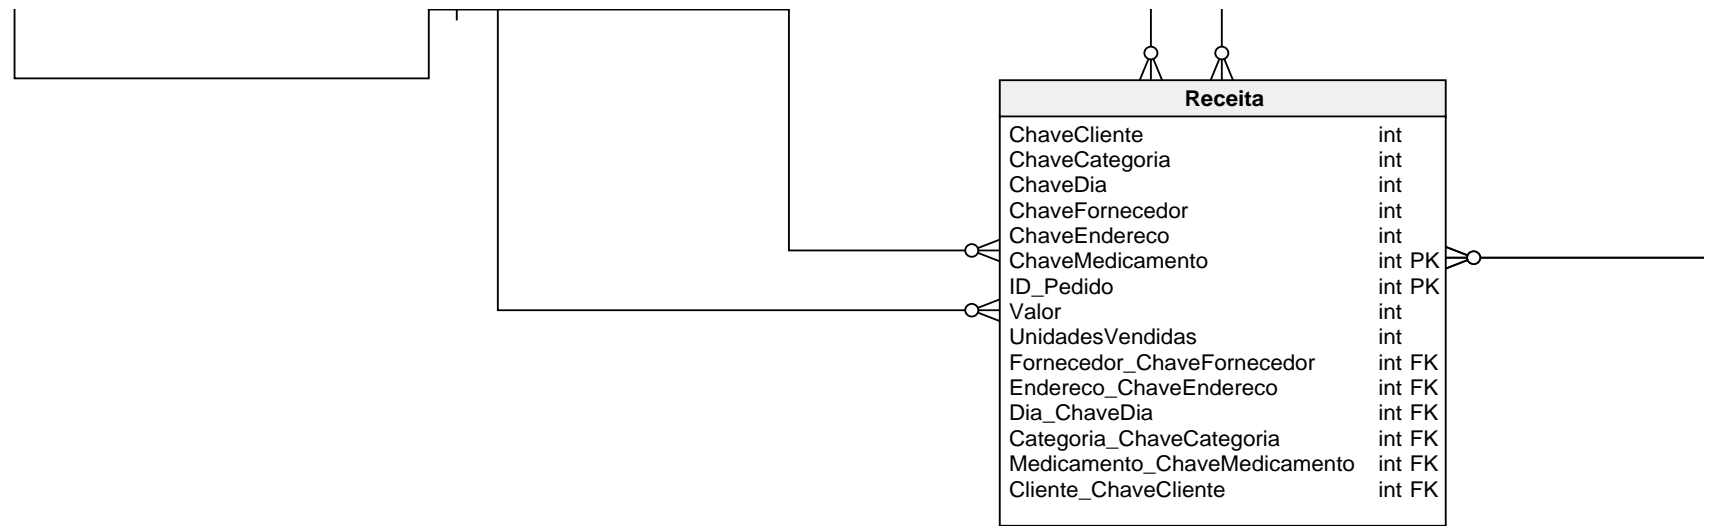 Receita
ChaveCliente int
ChaveCategoria int
ChaveDia int
ChaveFornecedor int
ChaveEndereco int
ChaveMedicamento int PK
ID_Pedido int PK
Valor int
UnidadesVendidas int
Fornecedor_ChaveFornecedor int FK
Endereco_ChaveEndereco int FK
Dia_ChaveDia int FK
Categoria_ChaveCategoria int FK
Medicamento_ChaveMedicamento int FK
Cliente_ChaveCliente int FK